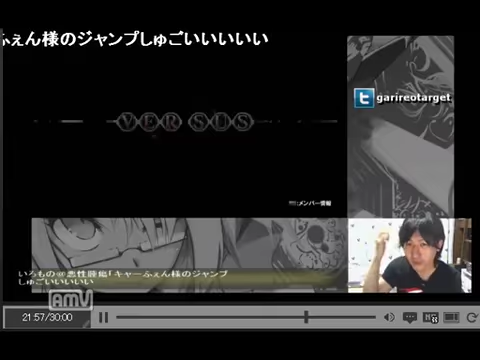 ふぇん様のジャンプしゅごいいいいい
garireotarget
VERSUS
:メンバー情報
いろもの@悪性腫瘍「キャーふぇん様のジャンプ
しゅごいいいいい
AMV
21:57/30:00